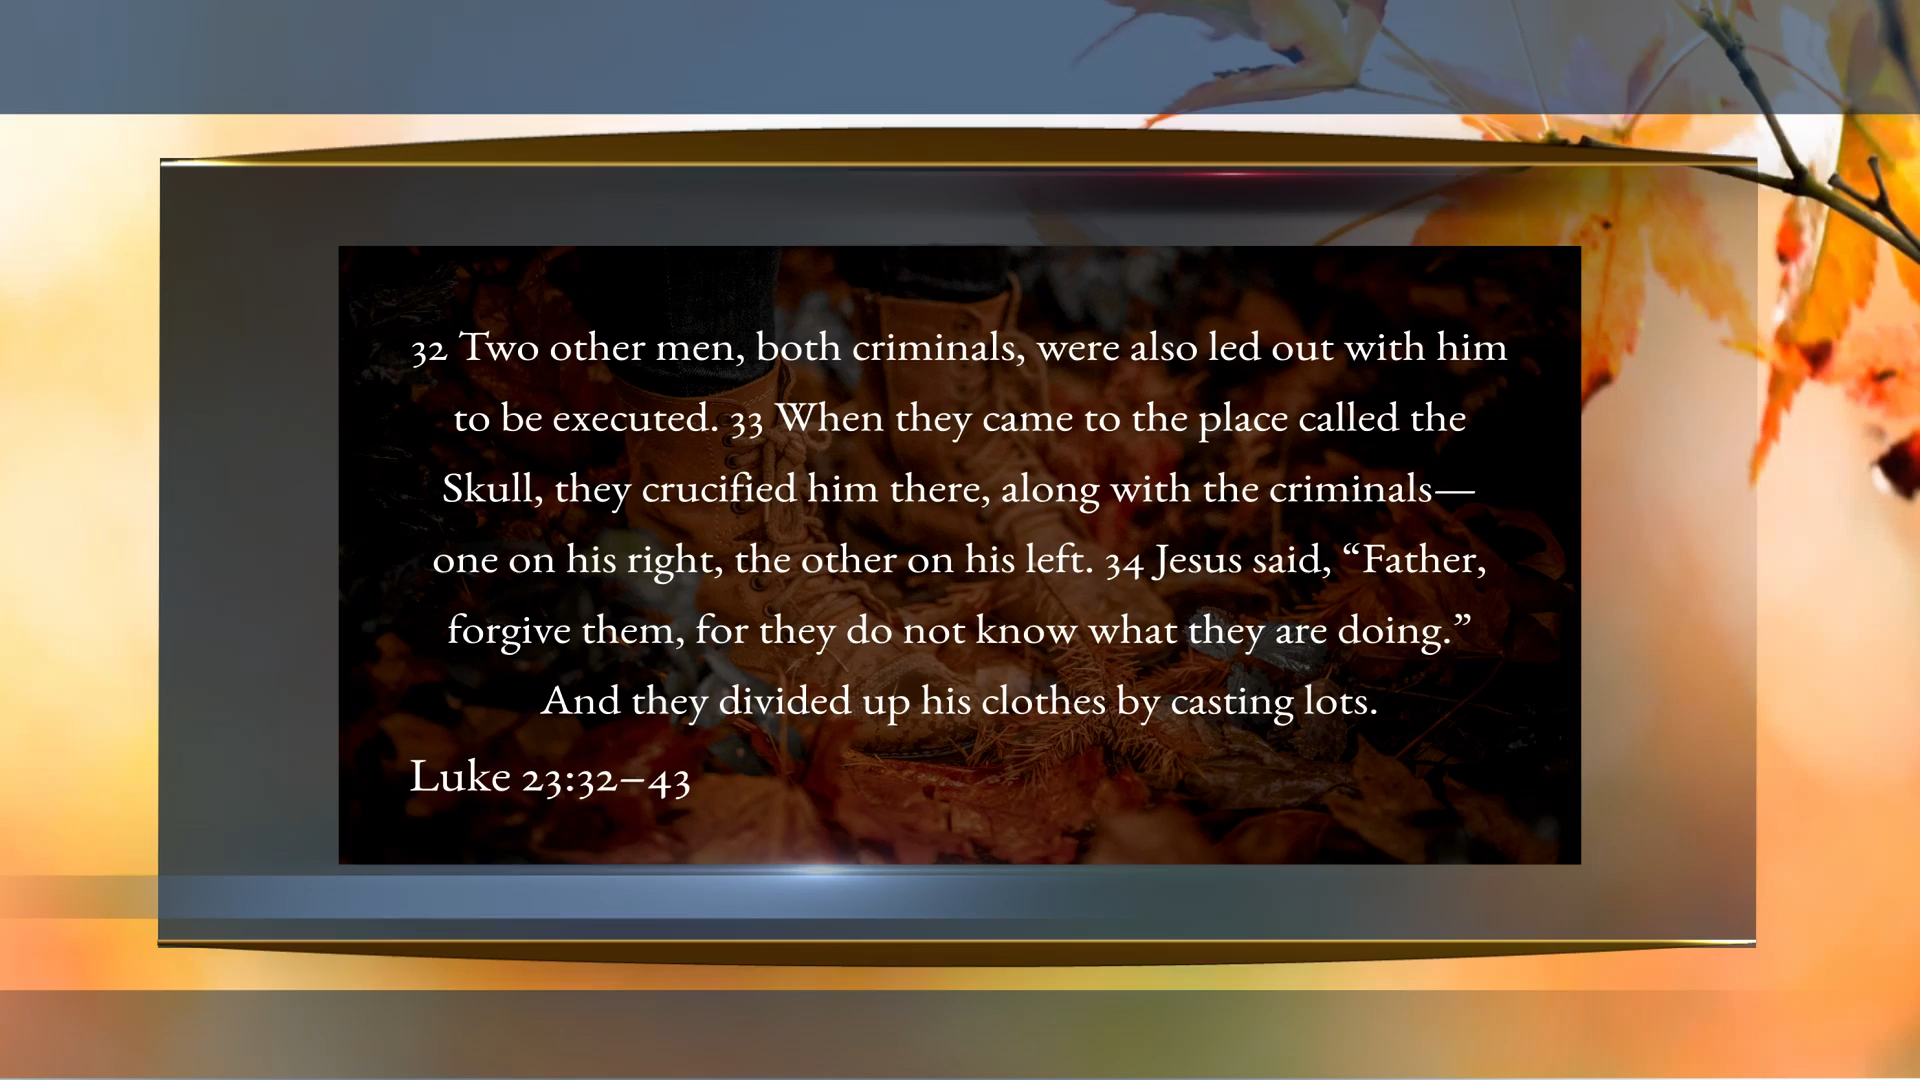 32 Two other men, both criminals, were also led out with him
to be executed. 33 When they came to the place called the
Skull, they crucified him there, along with the criminals—
one on his right, the other on his left. 34 Jesus said, “Father,
forgive them, for they do not know what they are doing.”
And they divided up his clothes by casting lots.
Luke 23:32–43